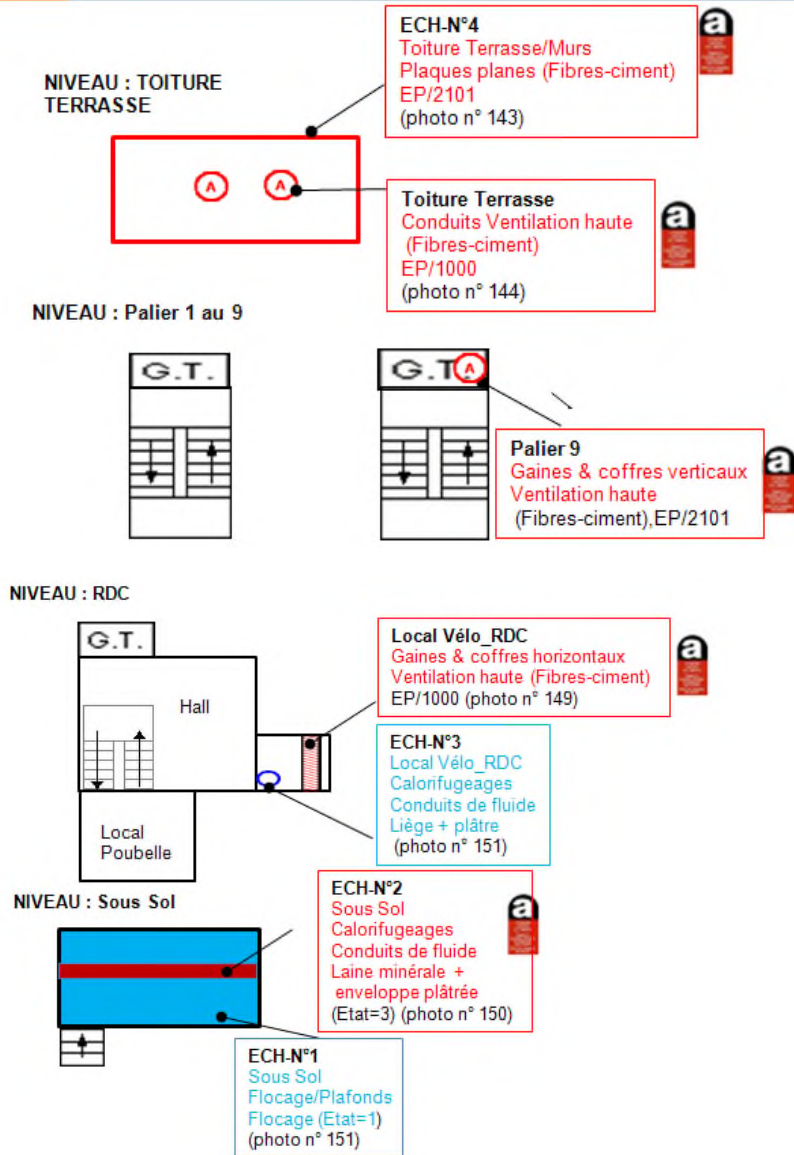 ECH-N°4
Toiture Terrasse/Murs
Plaques planes (Fibres-ciment)
EP/2101
(photo n° 143)
a
NIVEAU : TOITURE
TERRASSE
A
A
Toiture Terrasse
Conduits Ventilation haute
(Fibres-ciment)
EP/1000
(photo n° 144)
a
NIVEAU : Palier 1 au 9
G.T.
G.T.
A
Palier 9
Gaines & coffres verticaux
Ventilation haute
(Fibres-ciment),EP/2101
a
NIVEAU : RDC
G.T.
Hall
Local
Poubelle
Local Vélo_RDC
Gaines & coffres horizontaux
Ventilation haute (Fibres-ciment)
EP/1000 (photo n° 149)
a
ECH-N°3
Local Vélo_RDC
Calorifugeages
Conduits de fluide
Liège + plâtre
(photo n° 151)
NIVEAU : Sous Sol
ECH-N°2
Sous Sol
Calorifugeages
Conduits de fluide
Laine minérale +
enveloppe plâtrée
(Etat=3) (photo n° 150)
a
ECH-N°1
Sous Sol
Flocage/Plafonds
Flocage (Etat=1)
(photo n° 151)